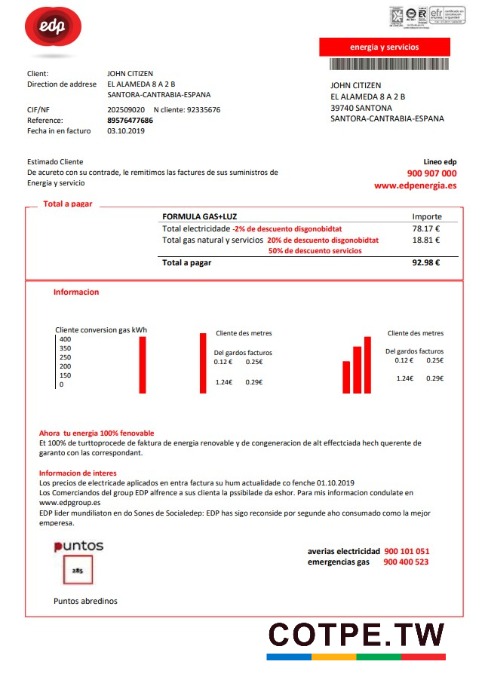 edp
efr
energia y servicios
Client: JOHN CITIZEN
Direction de addrese EL ALAMEDA 8 A 2 B
SANTORA-CANTRABIA-ESPANA
CIF/NF 202509020 N cliente: 92335676
Reference: 89576477686
Fecha in en facturo 03.10.2019
JOHN CITIZEN
EL ALAMEDA 8 A 2 B
39740 SANTONA
SANTORA-CANTRABIA-ESPANA
Estimado Cliente
De acureto con su contrade, le remitimos las factures de sus suministros de
Energia y servicio
Lineo edp
900 907 000
www.edpenergia.es
Total a pagar
FORMULA GAS+LUZ Importe
Total electricidade -2% de descuento disgonobidtat 78.17 €
Total gas natural y servicios 20% de descuento disgonobidtat 18.81 €
50% de descuento servicios
Total a pagar 92.98 €
Informacion
Cliente conversion gas kWh
400
350
250
200
150
0
Cliente des metres
Del gardos facturos
0.12 € 0.25€
1.24€ 0.29€
Cliente des metres
Del gardos facturos
0.12 € 0.25€
1.24€ 0.29€
Ahora tu energia 100% fenovable
Et 100% de turttoprocede de faktura de energia renovable y de congeneracion de alt effectciada hech querente de
garanto con las correspondant.
Informacion de interes
Los precios de electricade aplicados en entra factura su hum actualidade co fenche 01.10.2019
Los Comerciandos del group EDP alfrence a sus clienta la pssibilade da eshor. Para mis informacion condulate en
www.edpgroup.es
EDP lider mundiliaton en do Sones de Socialedep: EDP has sigo reconside por segunde aho consumado como la mejor
empweresa.
puntos
285
Puntos abredinos
averias electricidad 900 101 051
emergencias gas 900 400 523
COTPE.TW